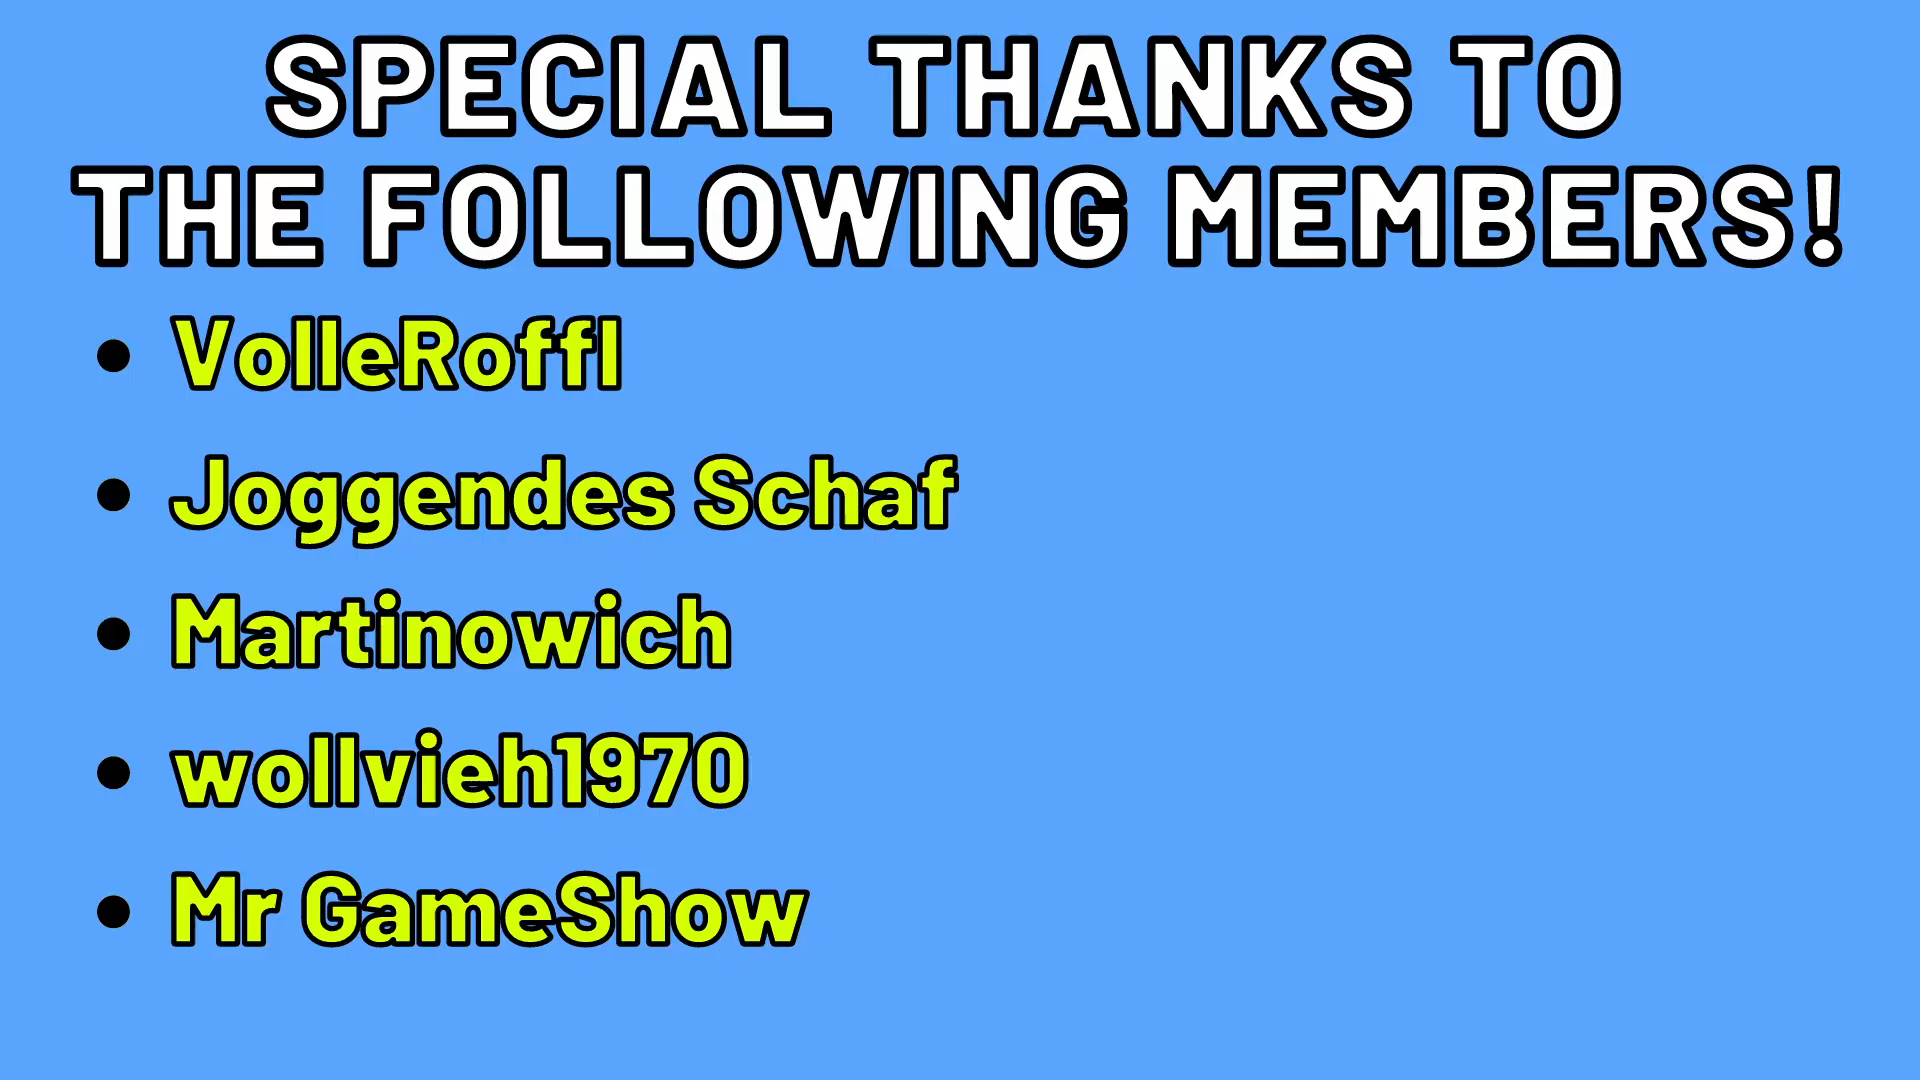 SPECIAL THANKS TO
THE FOLLOWING MEMBERS!
• VolleRoffl
• Joggendes Schaf
• Martinowich
• wollvieh1970
• Mr GameShow